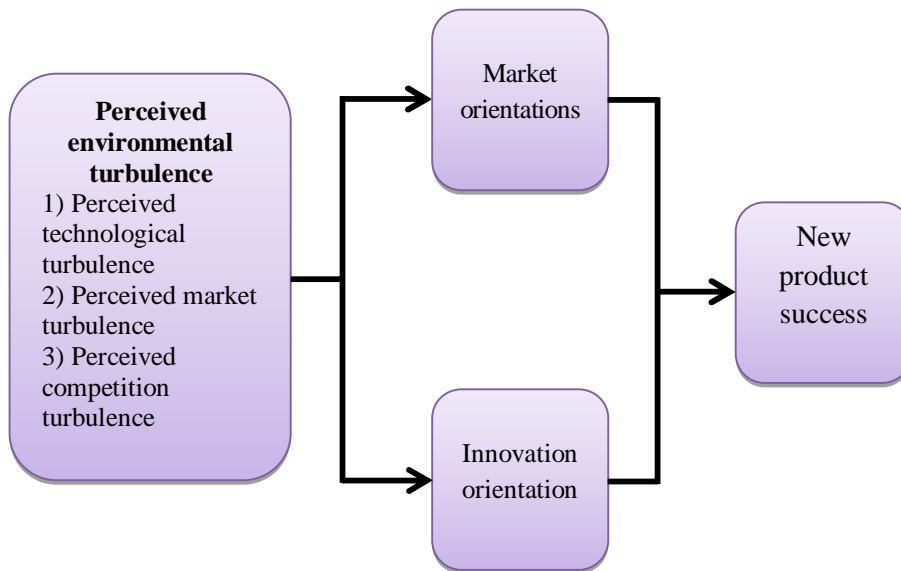 Perceived
environmental
turbulence
1) Perceived
technological
turbulence
2) Perceived market
turbulence
3) Perceived
competition
turbulence
Market
orientations
Innovation
orientation
New
product
success